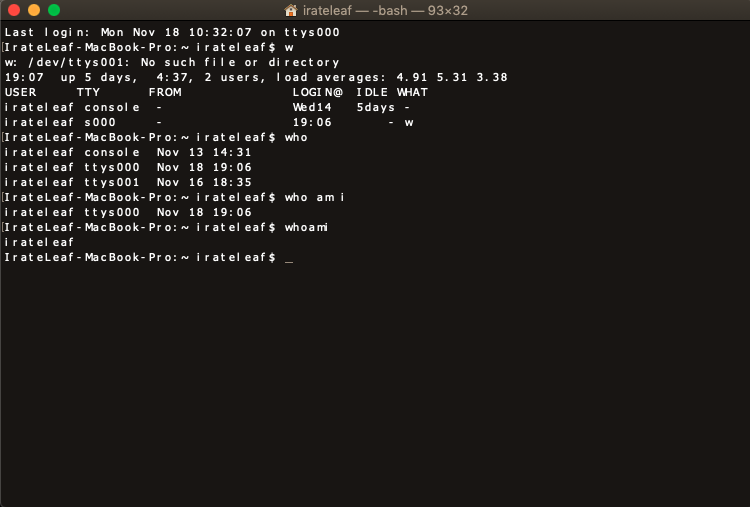 irateleaf — -bash — 93×32
Last login: Mon Nov 18 10:32:07 on ttys000
[IrateLeaf-MacBook-Pro:~ irateleaf$ w
w: /dev/ttys001: No such file or directory
19:07  up 5 days,  4:37, 2 users, load averages: 4.91 5.31 3.38
USER     TTY      FROM              LOGIN@  IDLE WHAT
irateleaf console  -                Wed14   5days -
irateleaf s000     -                19:06       - w
[IrateLeaf-MacBook-Pro:~ irateleaf$ who
irateleaf console  Nov 13 14:31
irateleaf ttys000  Nov 18 19:06
irateleaf ttys001  Nov 16 18:35
[IrateLeaf-MacBook-Pro:~ irateleaf$ who am i
irateleaf ttys000  Nov 18 19:06
[IrateLeaf-MacBook-Pro:~ irateleaf$ whoami
irateleaf
IrateLeaf-MacBook-Pro:~ irateleaf$ _